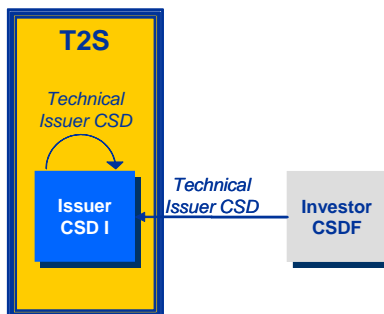 T2S
Technical
Issuer CSD
Technical
Issuer CSD
Issuer
CSD I
Investor
CSDF